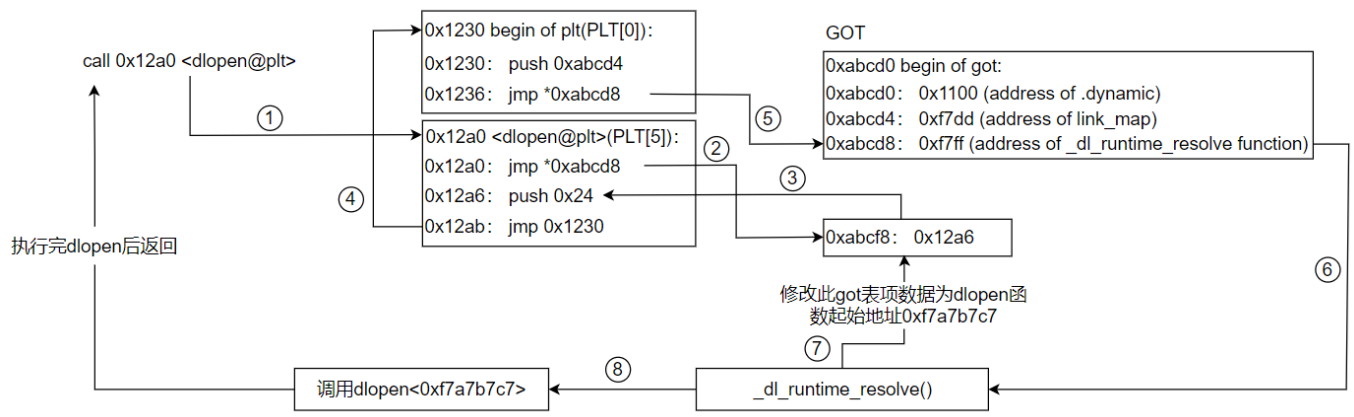 call 0x12a0 <dlopen@plt>
①
0x1230 begin of plt(PLT[0]):
0x1230: push 0xabcd4
0x1236: jmp *0xabcd8
0x12a0 <dlopen@plt>(PLT[5]):
0x12a0: jmp *0xabcd8
0x12a6: push 0x24
0x12ab: jmp 0x1230
④
②
⑤
③
GOT
0xabcd0 begin of got:
0xabcd0: 0x1100 (address of .dynamic)
0xabcd4: 0xf7dd (address of link_map)
0xabcd8: 0xf7ff (address of _dl_runtime_resolve function)
0xabcf8: 0x12a6
⑥
修改此got表项数据为dlopen函
数起始地址0xf7a7b7c7
⑦
_dl_runtime_resolve()
⑧
调用dlopen<0xf7a7b7c7>
执行完dlopen后返回